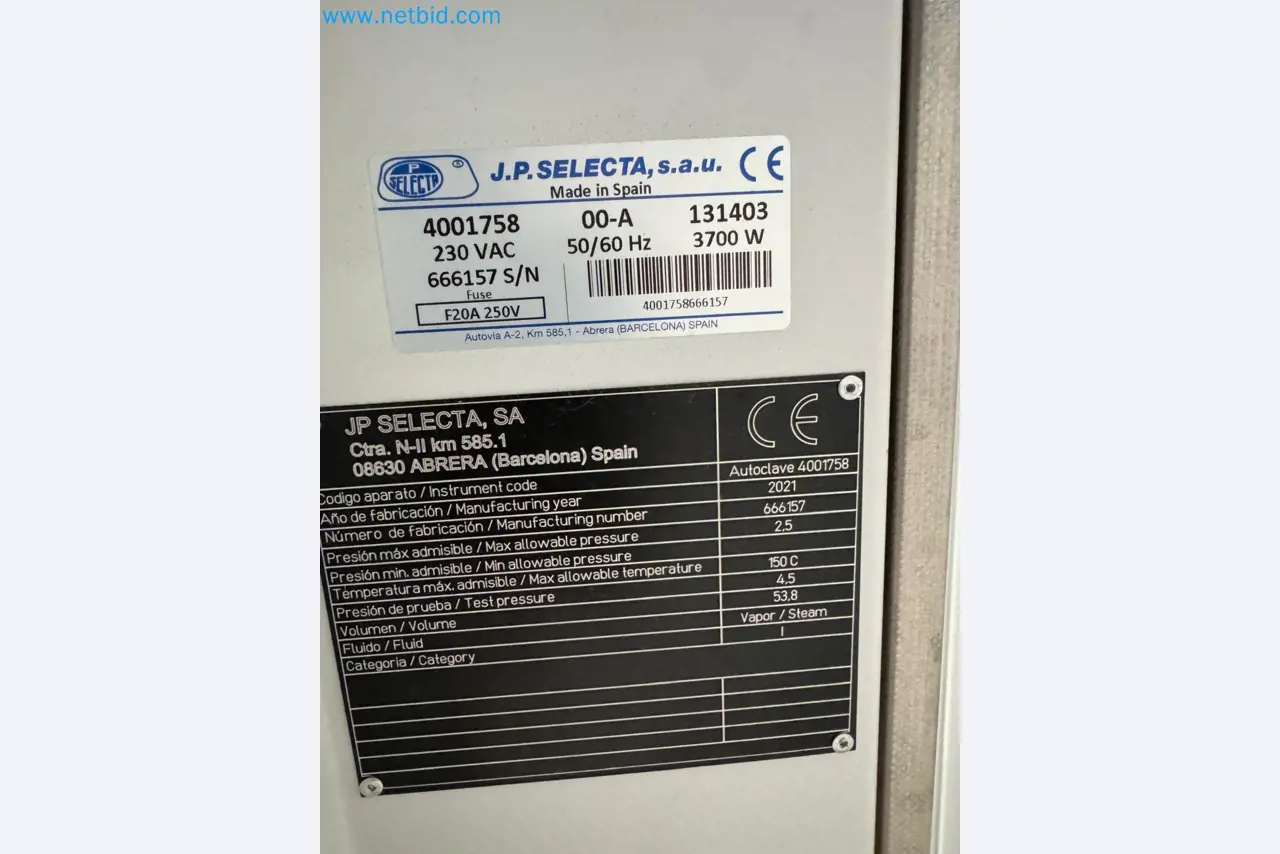 www.netbid.com
P
SELECTA
®
J.P. SELECTA, s.a.u. CE
Made in Spain
4001758 00-A 131403
230 VAC 50/60 Hz 3700 W
666157 S/N
Fuse
F20A 250V
4001758666157
Autovia A-2, Km 585,1 - Abrera (BARCELONA) SPAIN
JP SELECTA, SA
Ctra. N-II km 585.1
08630 ABRERA (Barcelona) Spain
CE
Codigo aparato / Instrument code Autoclave 4001758
Año de fabricación / Manufacturing year 2021
Número de fabricación / Manufacturing number 666157
Presión máx admisible / Max allowable pressure 2,5
Presión min. admisible / Min allowable pressure
Temperatura máx. admisible / Max allowable temperature 150 C
Presión de prueba / Test pressure 4,5
Volumen / Volume 53,8
Fluido / Fluid Vapor / Steam
Categoria / Category I